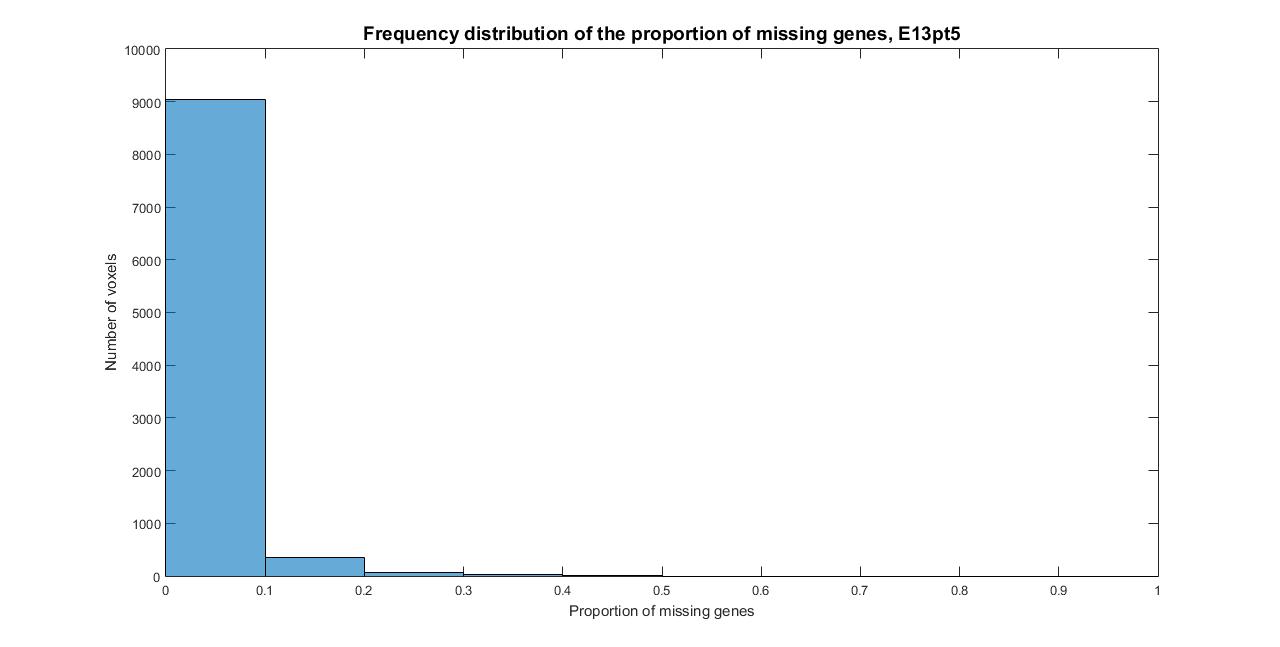 Frequency distribution of the proportion of missing genes, E13pt5
10000
9000
8000
7000
6000
5000
4000
3000
2000
1000
0
Number of voxels
0 0.1 0.2 0.3 0.4 0.5 0.6 0.7 0.8 0.9 1
Proportion of missing genes